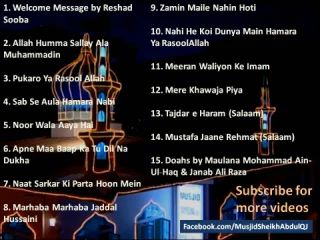 1. Welcome Message by Reshad
Sooba
2. Allah Humma Sallay Ala
Muhammadin
3. Pukaro Ya Rasool Allah
4. Sab Se Aula Hamara Nabi
5. Noor Wala Aaya Hai
6. Apne Maa Baap Ka Tu Dil Na
Dukha
7. Naat Sarkar Ki Parta Hoon Mein
8. Marhaba Marhaba Jaddal
Hussaini
9. Zamin Maile Nahin Hoti
10. Nahi He Koi Dunya Main Hamara
Ya RasoolAllah
11. Meeran Waliyon Ke Imam
12. Mere Khawaja Piya
13. Tajdar e Haram (Salaam)
14. Mustafa Jaane Rehmat (Salaam)
15. Doahs by Maulana Mohammad Ain-
Ul-Haq & Janab Ali Raza
Subscribe for
more videos
Facebook.com/MusjidSheikhAbdulQJ